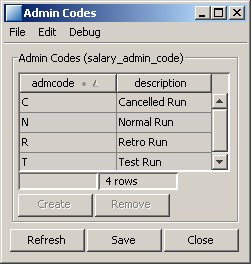 Admin Codes
File Edit Debug
Admin Codes (salary_admin_code)
admcode description
C Cancelled Run
N Normal Run
R Retro Run
T Test Run
4 rows
Create Remove
Refresh Save Close